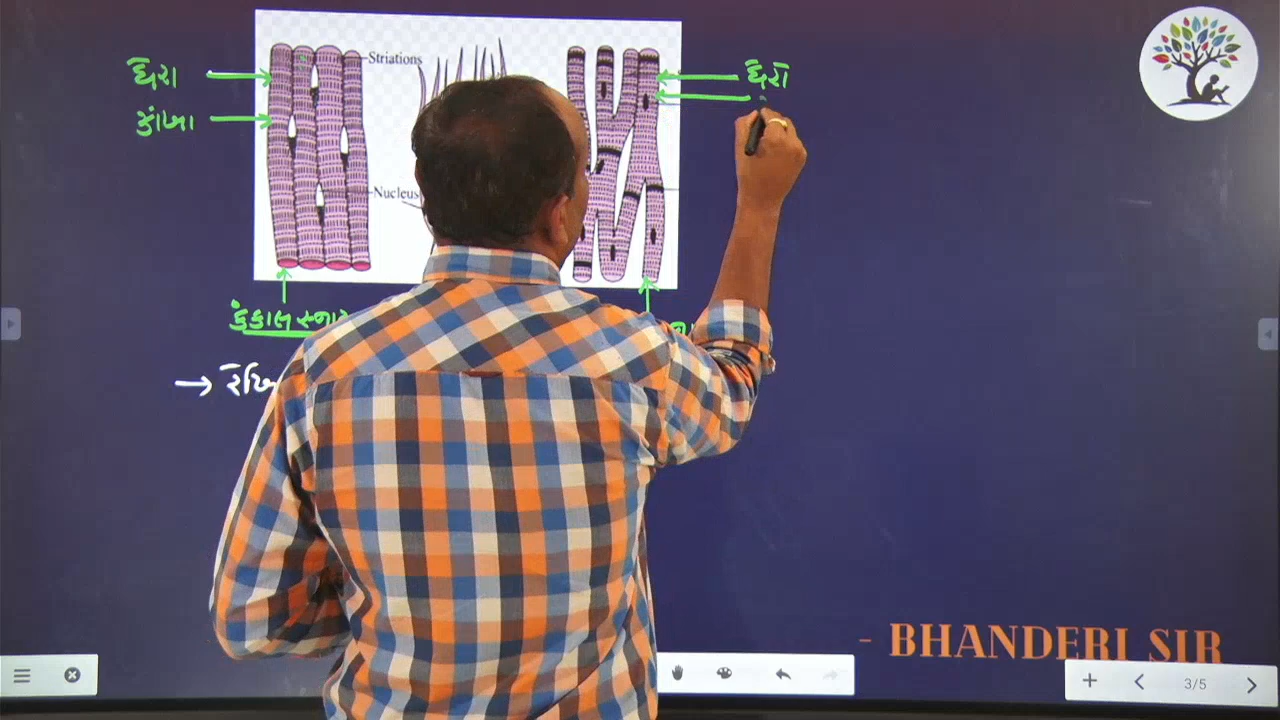 ઘેરા
કાંખા
Striations
Nucleus
ઘેરા
કંકાલ સ્નાયુ
→ રેખિ
- BHANDERI SIR
3/5